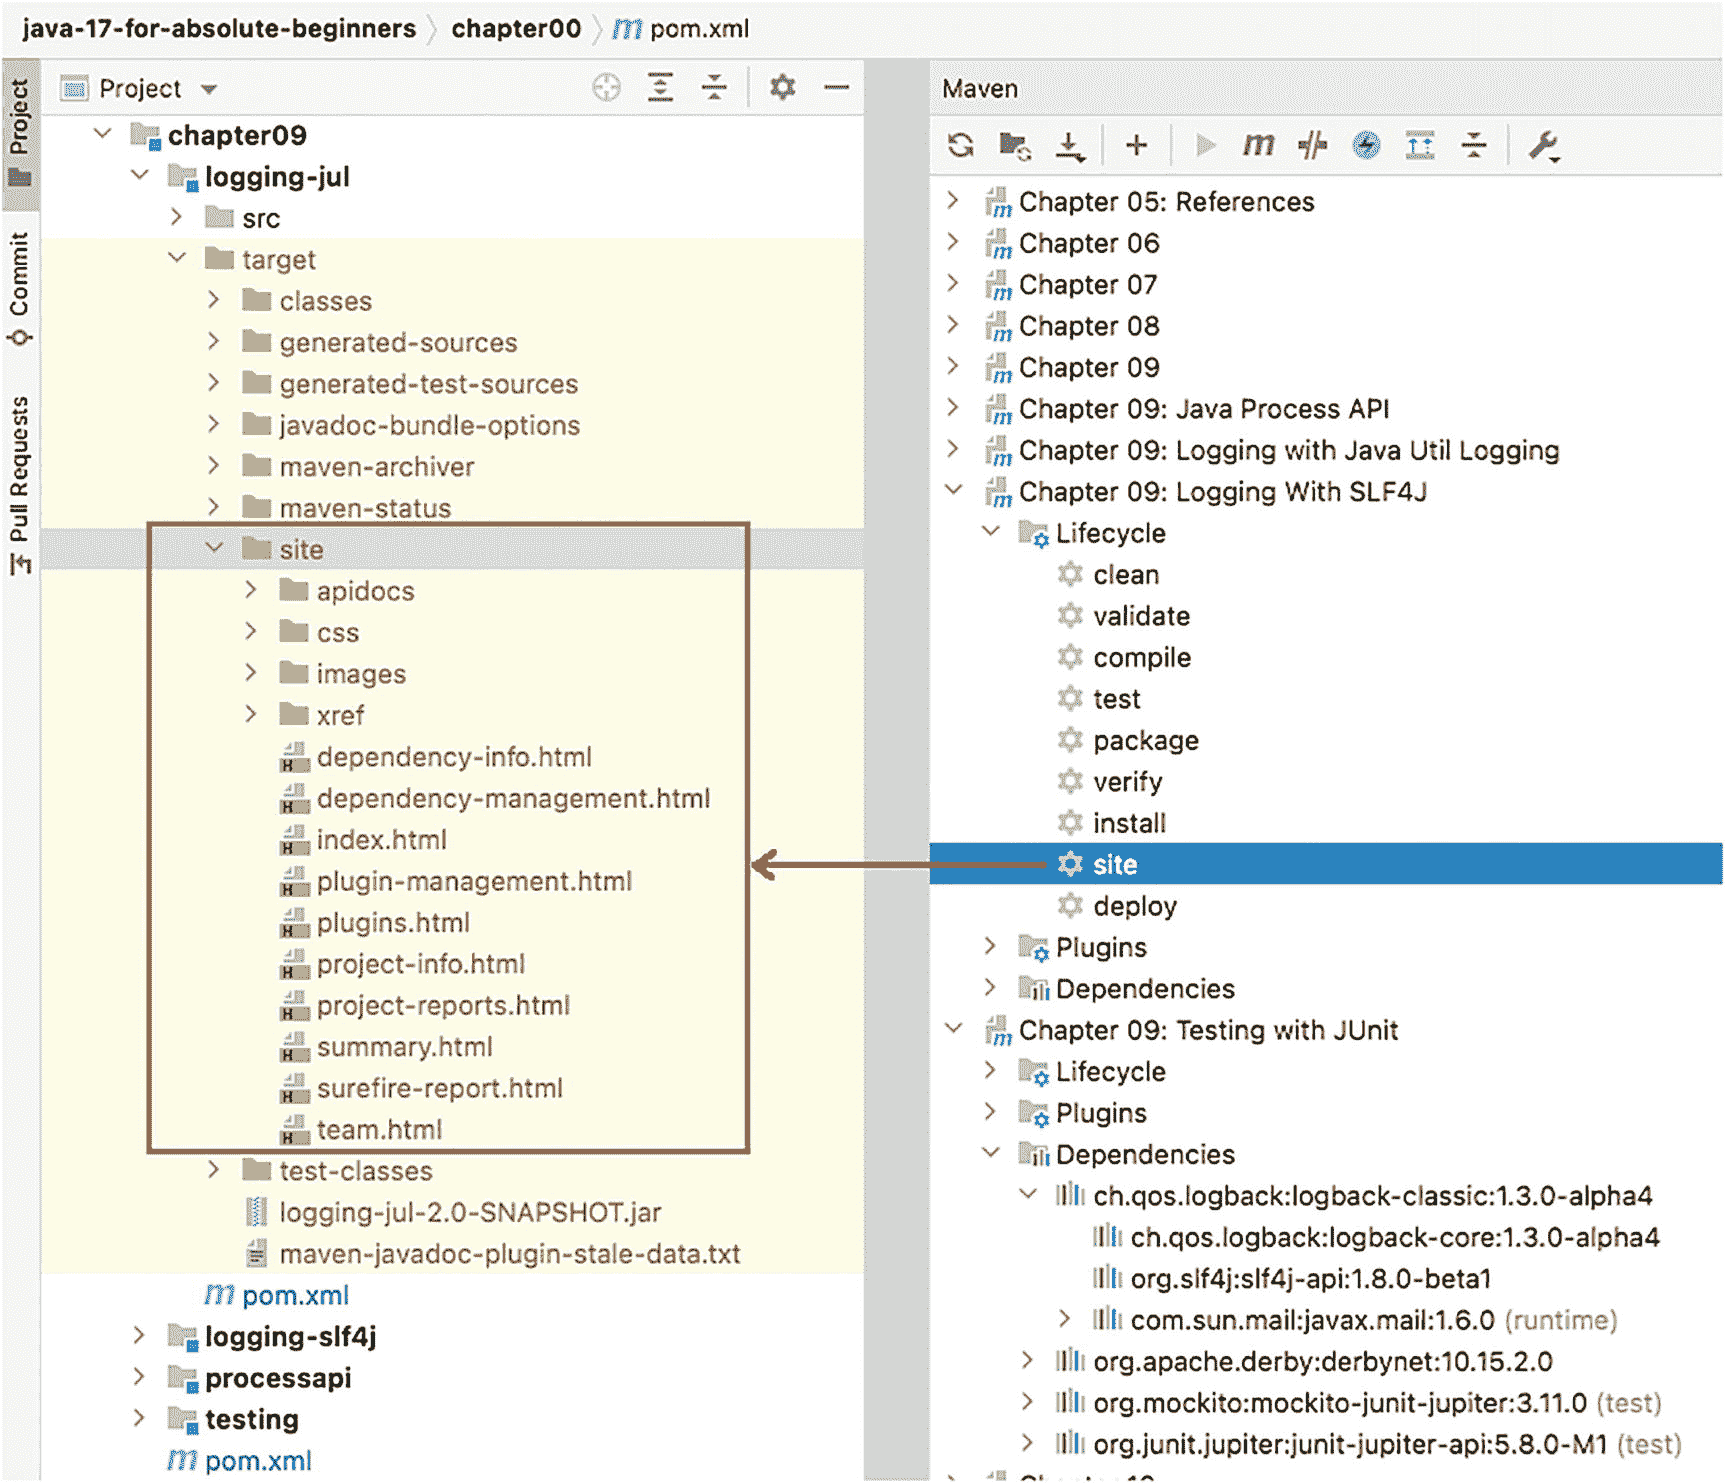 java-17-for-absolute-beginners chapter00 m pom.xml
Project
Commit
Pull Requests
Project
chapter09
logging-jul
src
target
classes
generated-sources
generated-test-sources
javadoc-bundle-options
maven-archiver
maven-status
site
apidocs
css
images
xref
dependency-info.html
dependency-management.html
index.html
plugin-management.html
plugins.html
project-info.html
project-reports.html
summary.html
surefire-report.html
team.html
test-classes
logging-jul-2.0-SNAPSHOT.jar
maven-javadoc-plugin-stale-data.txt
m pom.xml
logging-slf4j
processapi
testing
m pom.xml
Maven
m
Chapter 05: References
Chapter 06
Chapter 07
Chapter 08
Chapter 09
Chapter 09: Java Process API
Chapter 09: Logging with Java Util Logging
Chapter 09: Logging With SLF4J
Lifecycle
clean
validate
compile
test
package
verify
install
site
deploy
Plugins
Dependencies
Chapter 09: Testing with JUnit
Lifecycle
Plugins
Dependencies
ch.qos.logback:logback-classic:1.3.0-alpha4
ch.qos.logback:logback-core:1.3.0-alpha4
org.slf4j:slf4j-api:1.8.0-beta1
com.sun.mail:javax.mail:1.6.0 (runtime)
org.apache.derby:derbynet:10.15.2.0
org.mockito:mockito-junit-jupiter:3.11.0 (test)
org.junit.jupiter:junit-jupiter-api:5.8.0-M1 (test)